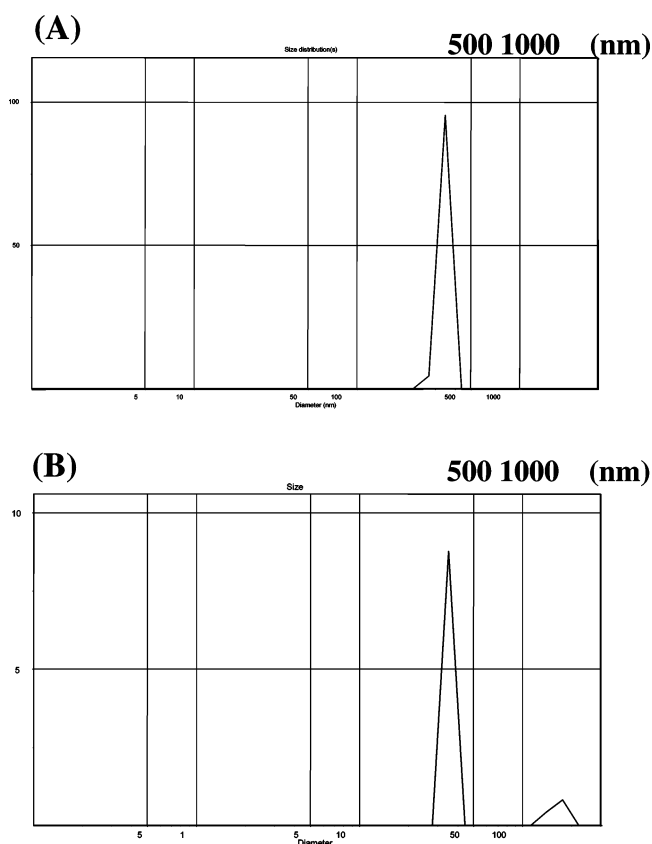 (A) 500 1000 (nm)
Size distribution(s)
100
50
5 10 50 100 500 1000
Diameter (nm)
(B) 500 1000 (nm)
Size
10
5
5 1 5 10 50 100
Diameter